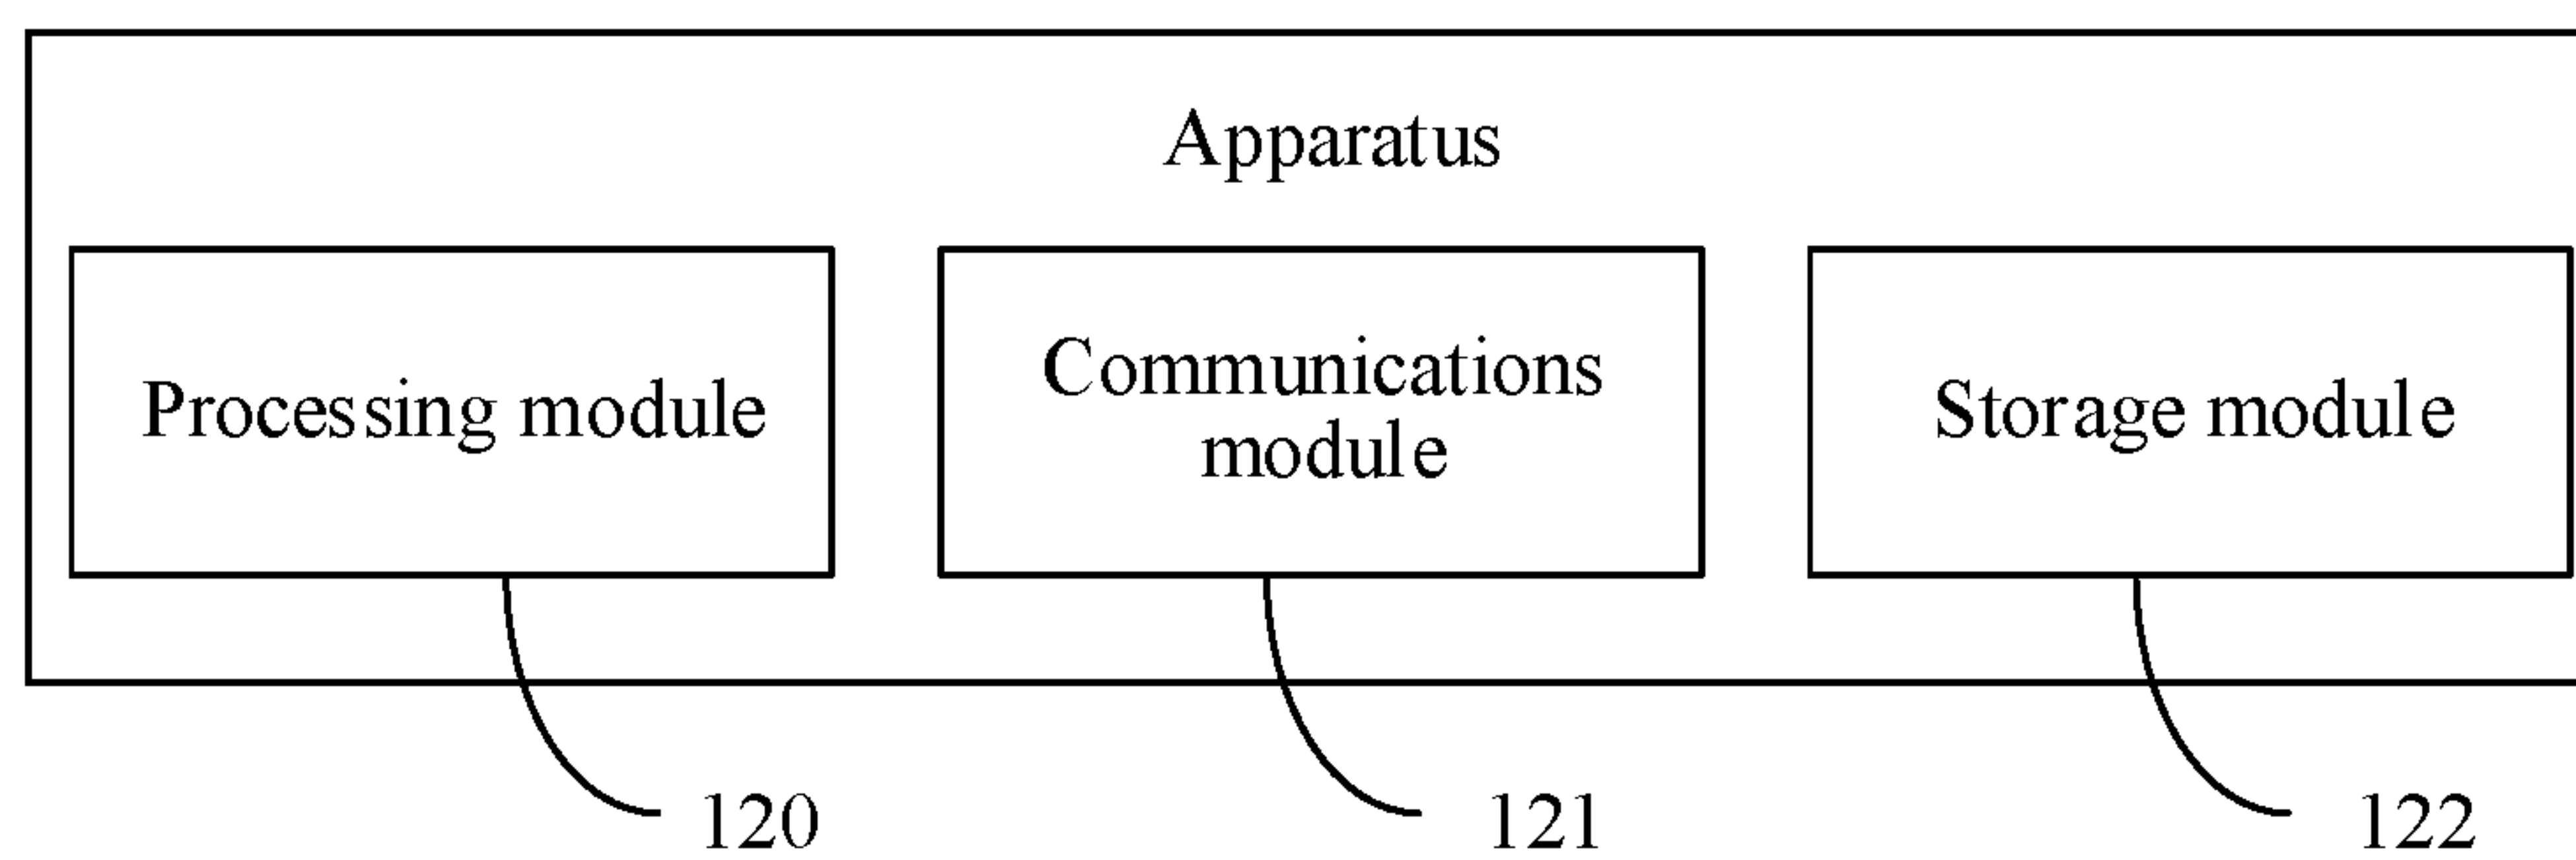 Apparatus
Processing module
Communications
module
Storage module
120
121
122